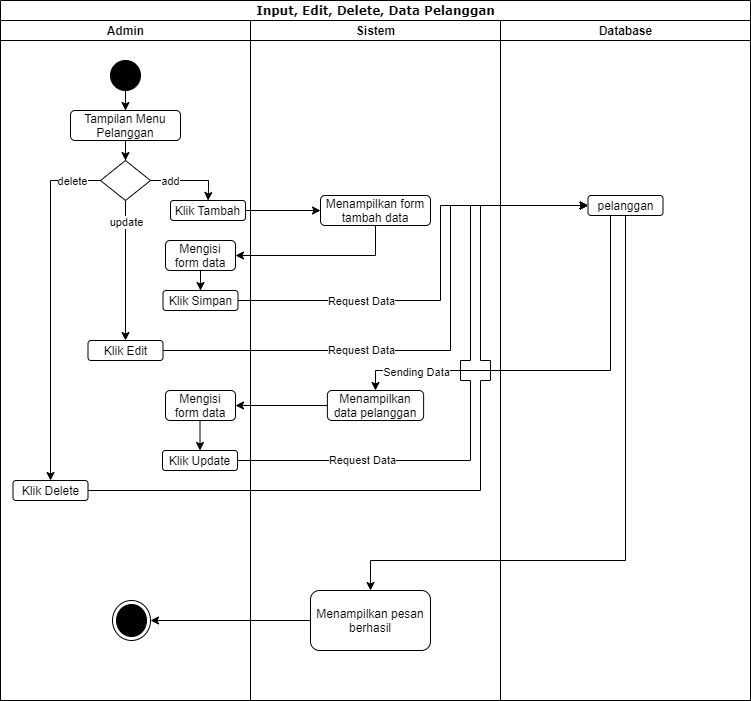 Input, Edit, Delete, Data Pelanggan
Admin
Sistem
Database
Tampilan Menu
Pelanggan
delete
add
update
Klik Tambah
Menampilkan form
tambah data
pelanggan
Mengisi
form data
Klik Simpan
Request Data
Klik Edit
Request Data
Sending Data
Mengisi
form data
Menampilkan
data pelanggan
Klik Update
Request Data
Klik Delete
Menampilkan pesan
berhasil